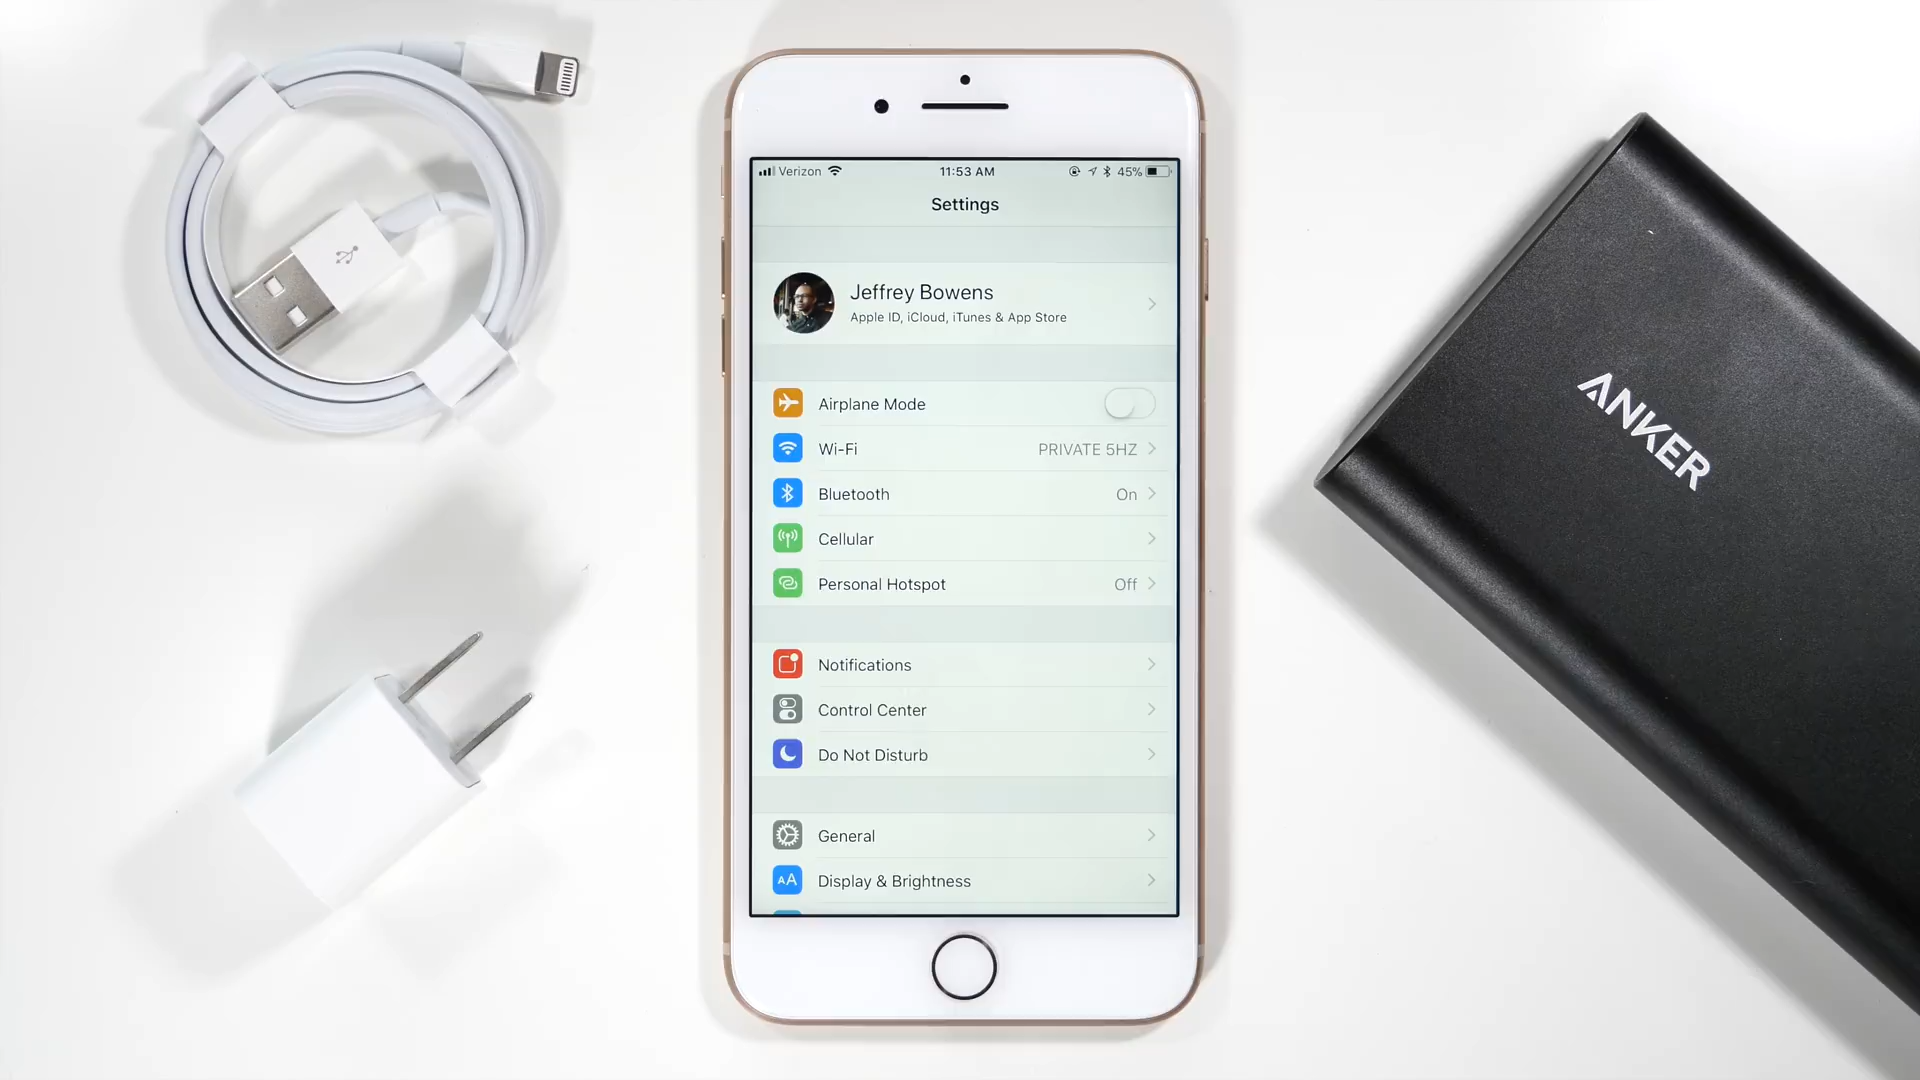 Verizon 11:53 AM 45%
Settings
Jeffrey Bowens
Apple ID, iCloud, iTunes & App Store
Airplane Mode
Wi-Fi PRIVATE 5HZ
Bluetooth On
Cellular
Personal Hotspot Off
Notifications
Control Center
Do Not Disturb
General
AA Display & Brightness
ANKER